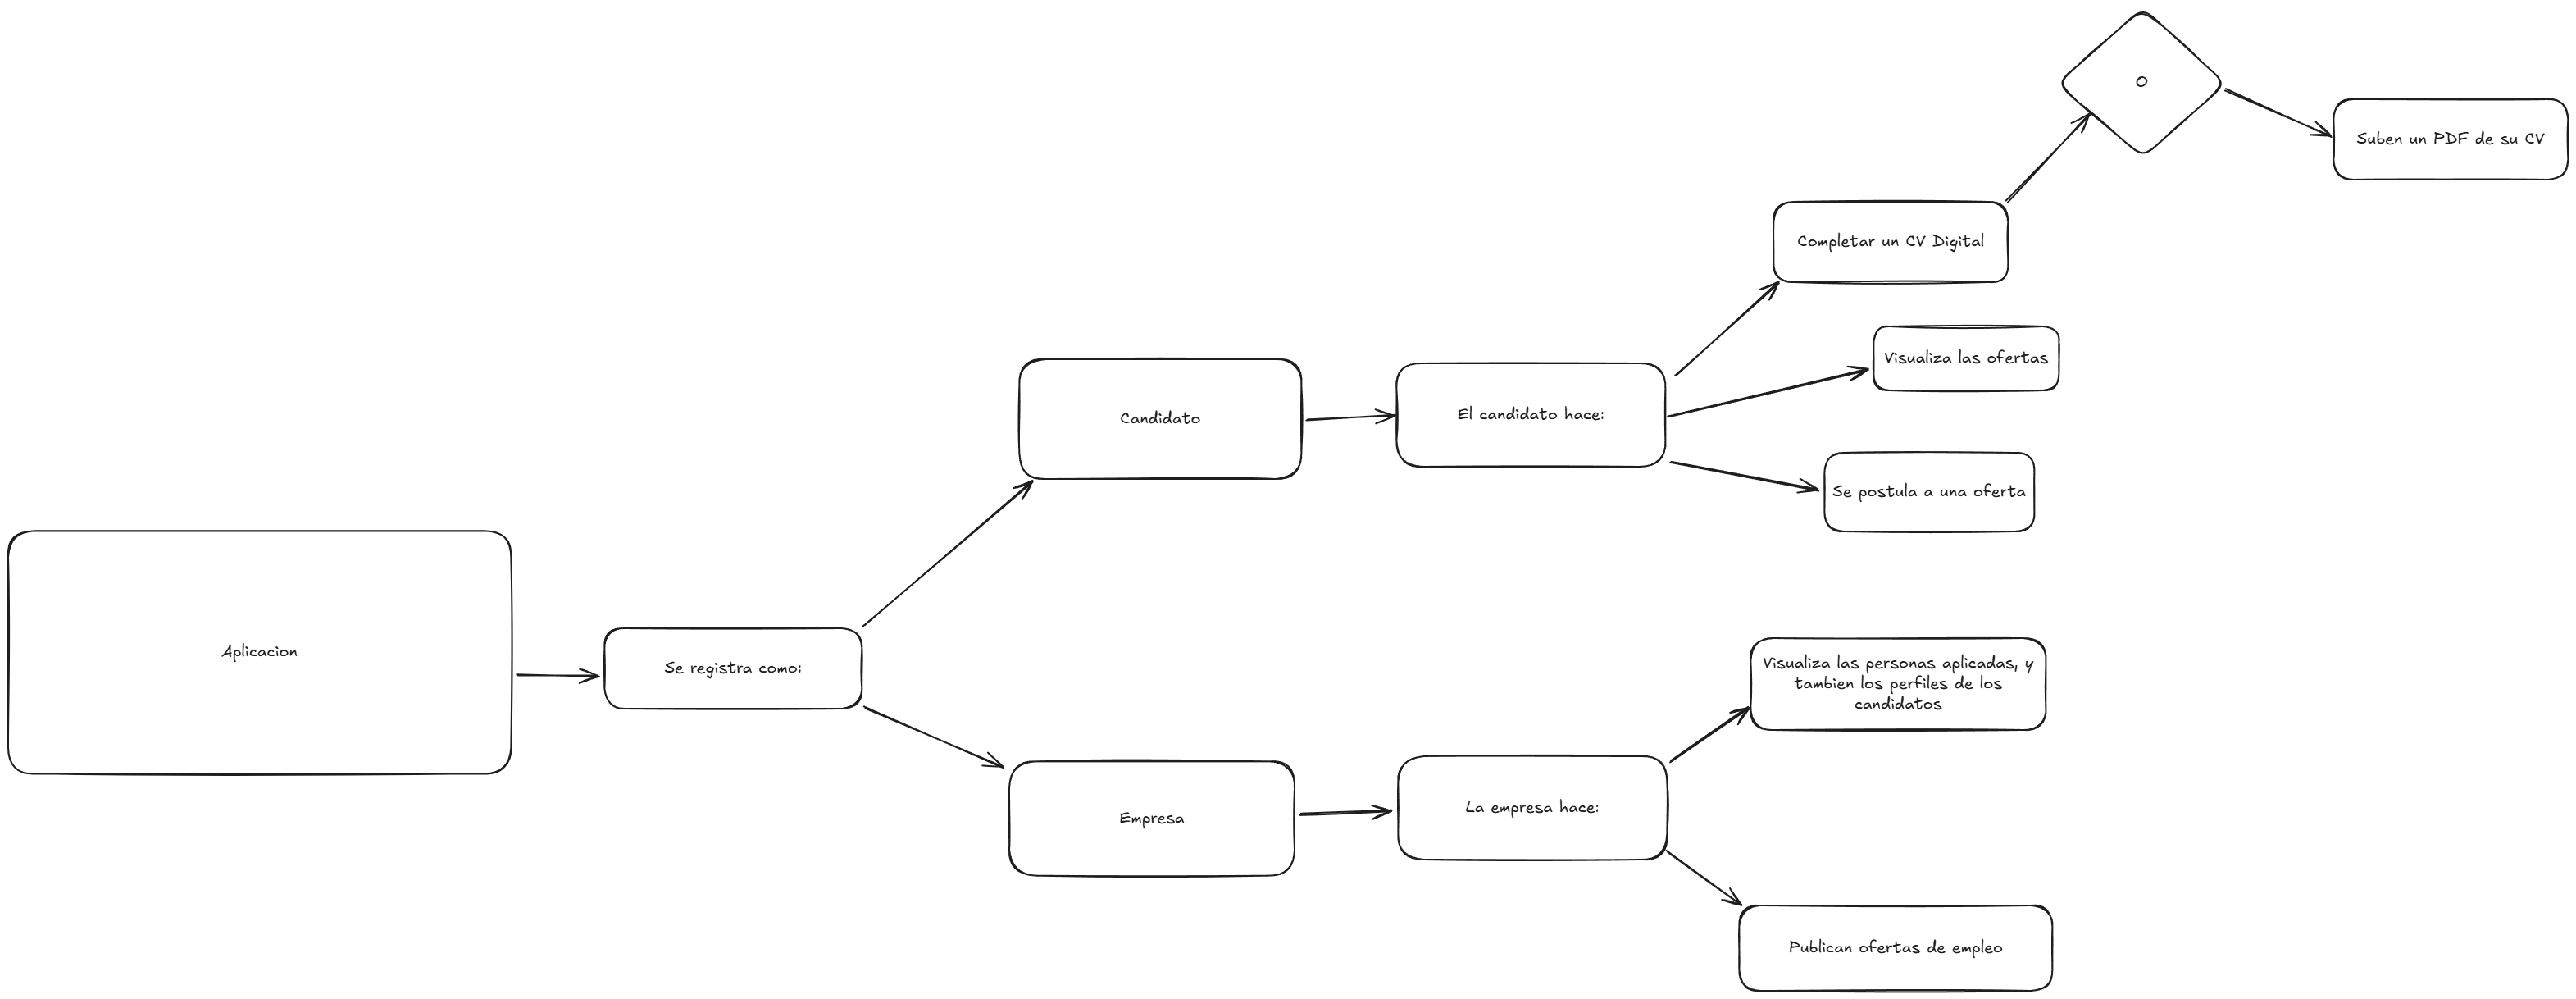 o
Suben un PDF de su CV
Completar un CV Digital
Visualiza las ofertas
Candidato
El candidato hace:
Se postula a una oferta
Aplicacion
Se registra como:
Visualiza las personas aplicadas, y
tambien los perfiles de los
candidatos
Empresa
La empresa hace:
Publican ofertas de empleo